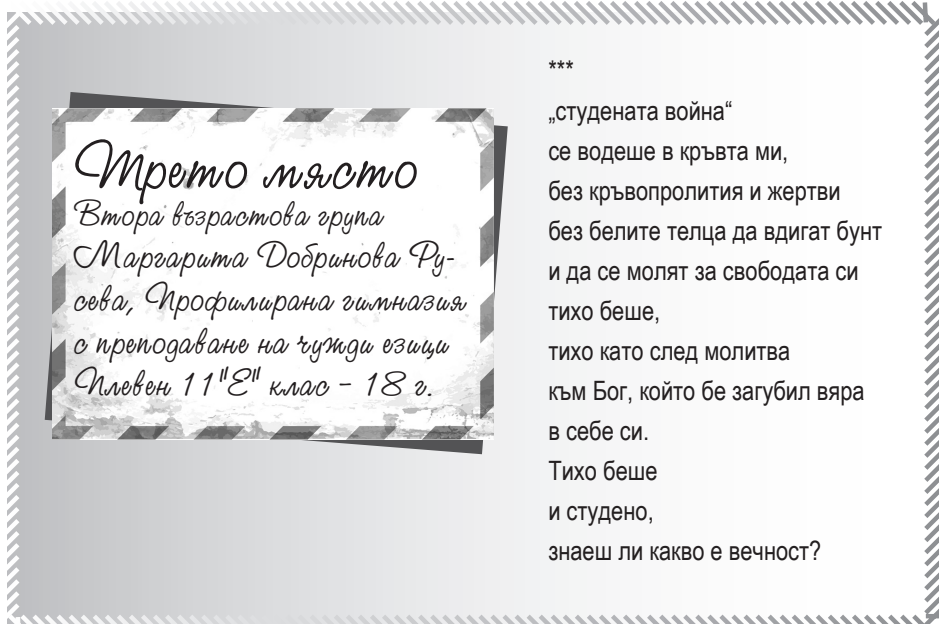 Трето място
Втора възрастова група
Маргарита Добринова Ру-
сева, Профилирана гимназия
с преподаване на чужди езици
Плевен 11"Е" клас - 18 г.
***
„студената война“
се водеше в кръвта ми,
без кръвопролития и жертви
без белите телца да вдигат бунт
и да се молят за свободата си
тихо беше,
тихо като след молитва
към Бог, който бе загубил вяра
в себе си.
Тихо беше
и студено,
знаеш ли какво е вечност?